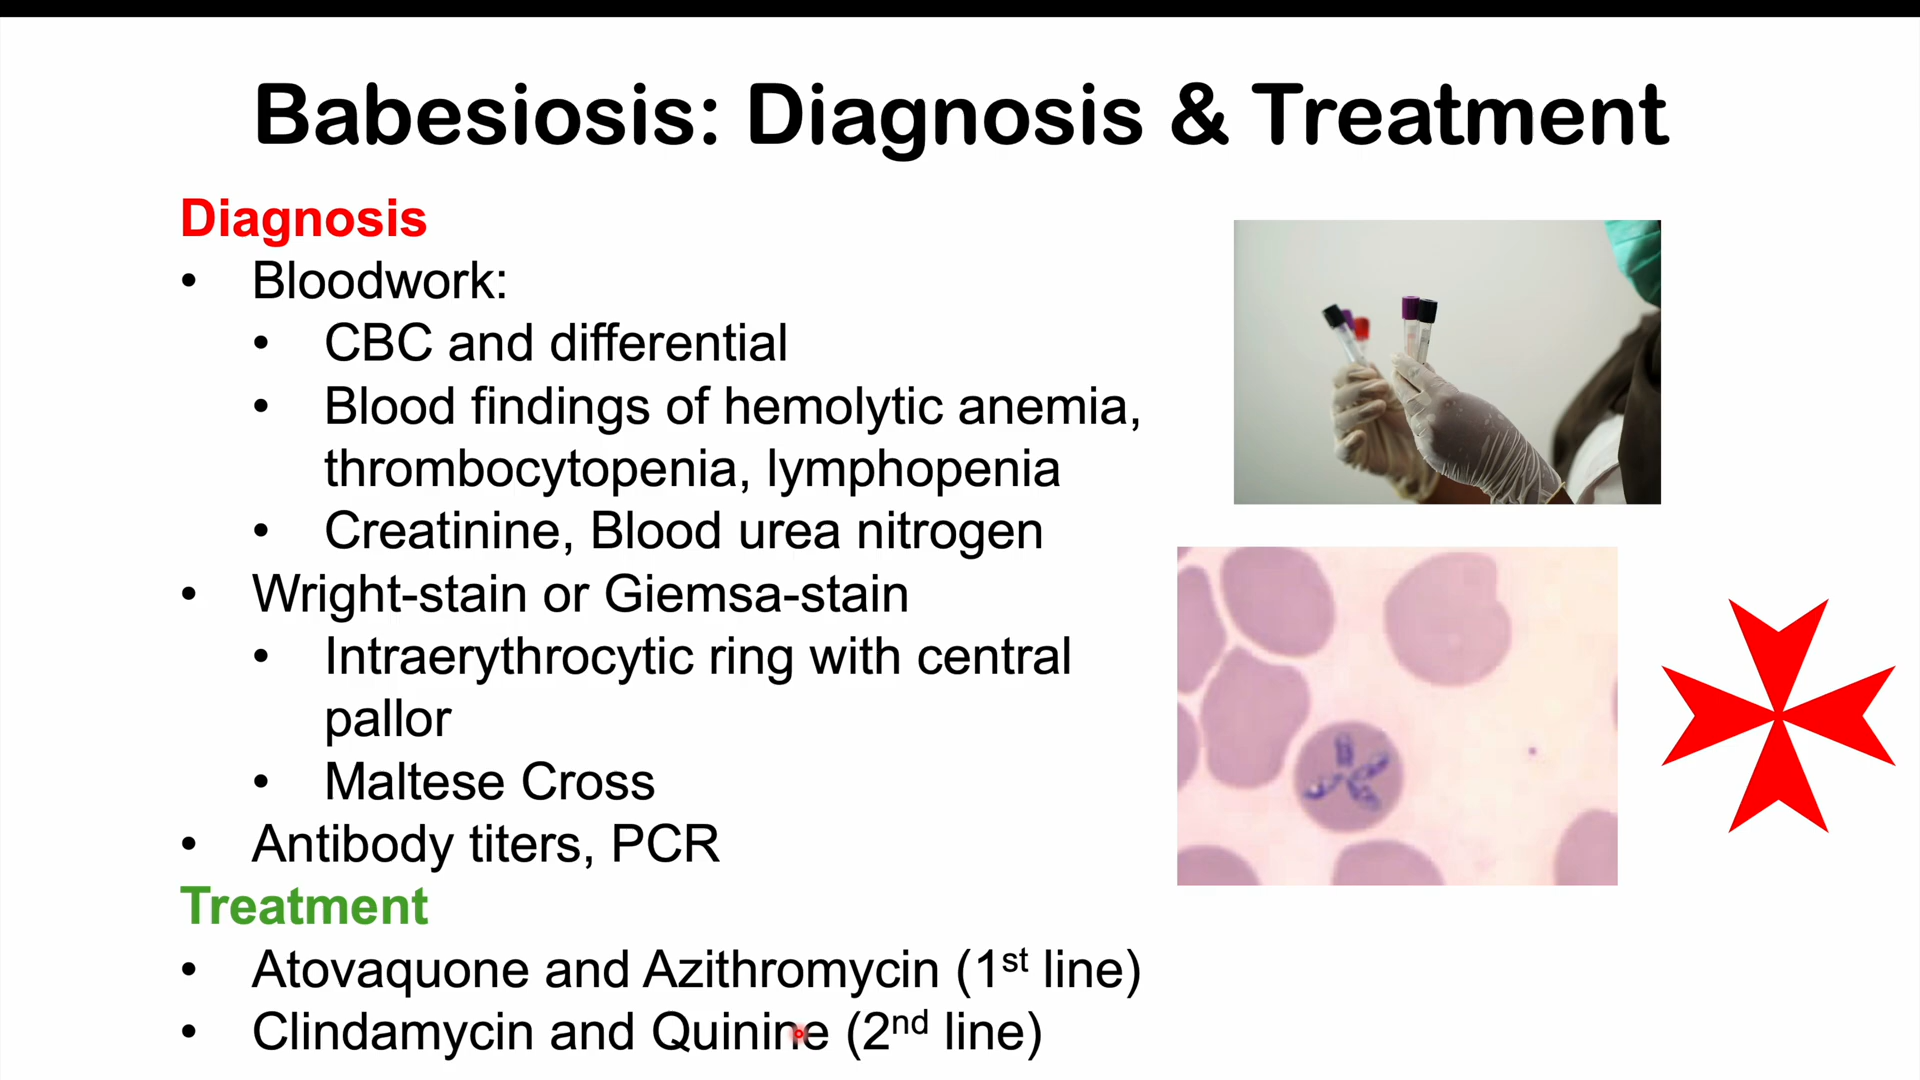 Babesiosis: Diagnosis & Treatment
Diagnosis
• Bloodwork:
• CBC and differential
• Blood findings of hemolytic anemia,
thrombocytopenia, lymphopenia
• Creatinine, Blood urea nitrogen
• Wright-stain or Giemsa-stain
• Intraerythrocytic ring with central
pallor
• Maltese Cross
• Antibody titers, PCR
Treatment
• Atovaquone and Azithromycin (1st line)
• Clindamycin and Quinine (2nd line)